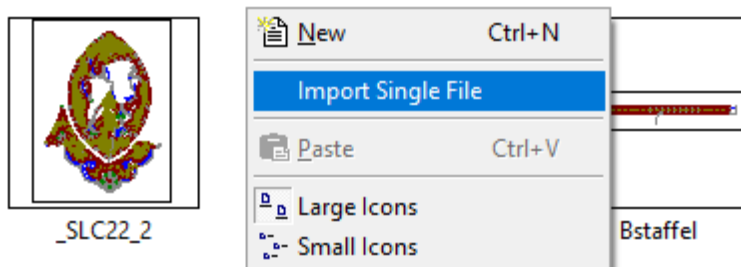 New Ctrl+N
Import Single File
Paste Ctrl+V
Large Icons
Small Icons
_SLC22_2
Bstaffel